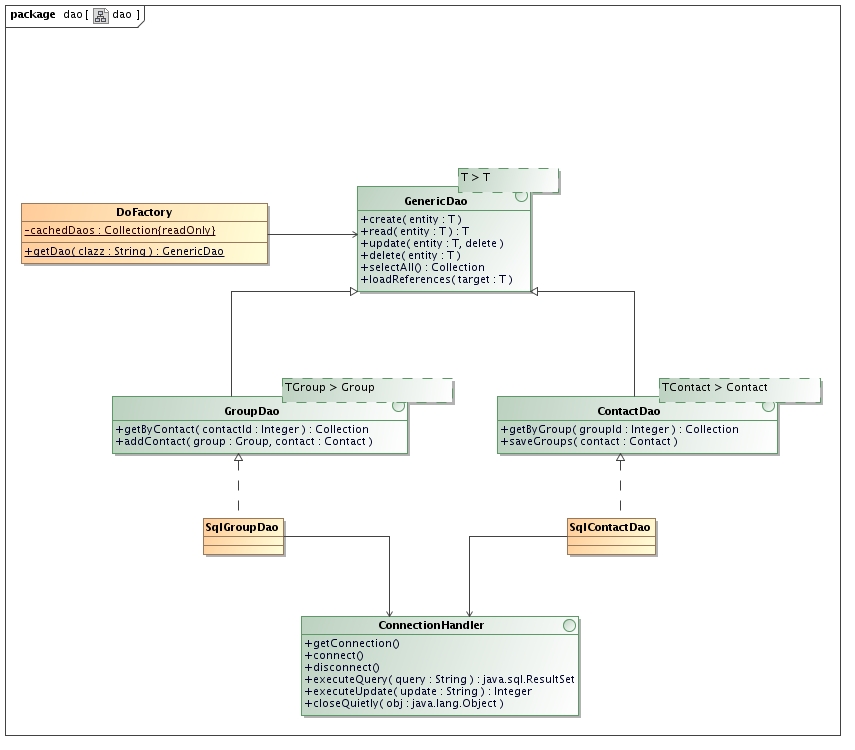 package dao [ dao ]
T > T
GenericDao
+create( entity : T )
+read( entity : T ) : T
+update( entity : T, delete )
+delete( entity : T )
+selectAll() : Collection
+loadReferences( target : T )
DoFactory
-cachedDaos : Collection{readOnly}
+getDao( clazz : String ) : GenericDao
TGroup > Group
GroupDao
+getByContact( contactId : Integer ) : Collection
+addContact( group : Group, contact : Contact )
TContact > Contact
ContactDao
+getByGroup( groupId : Integer ) : Collection
+saveGroups( contact : Contact )
SqlGroupDao
SqlContactDao
ConnectionHandler
+getConnection()
+connect()
+disconnect()
+executeQuery( query : String ) : java.sql.ResultSet
+executeUpdate( update : String ) : Integer
+closeQuietly( obj : java.lang.Object )